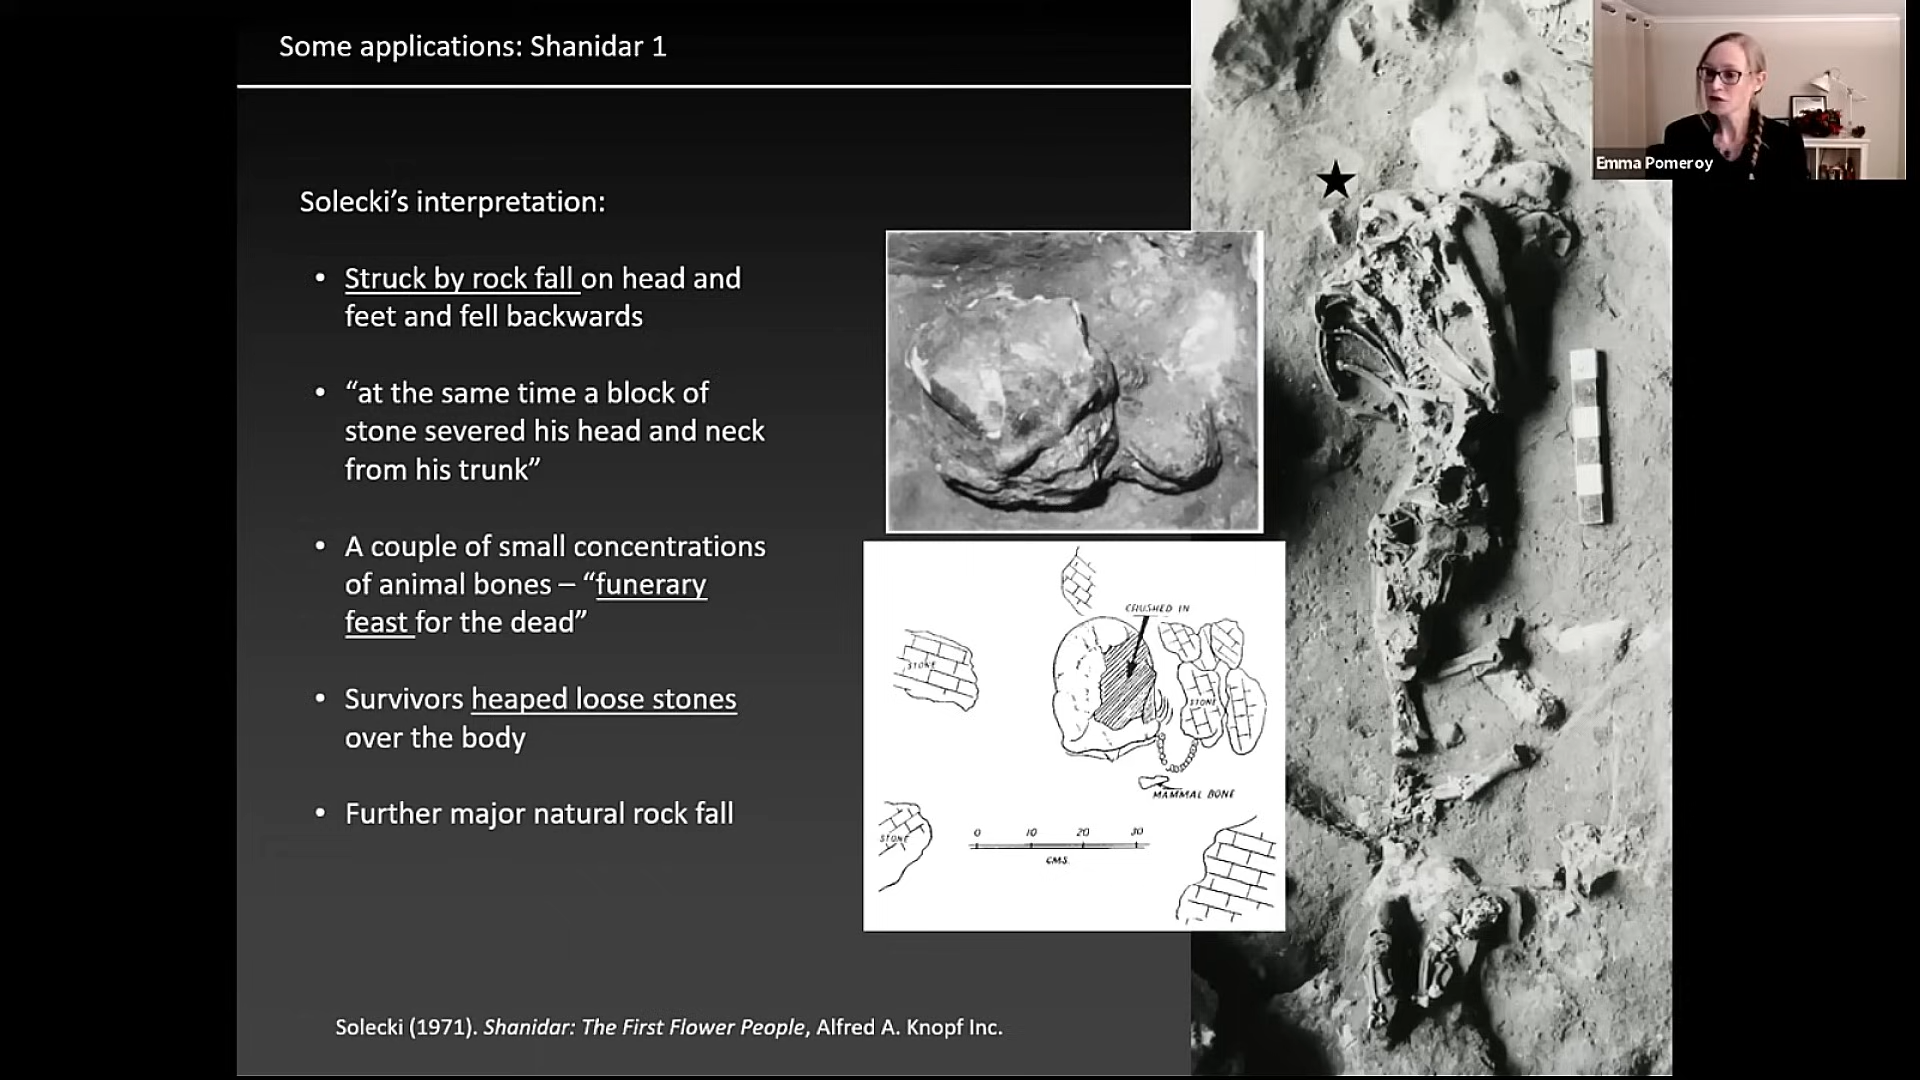 Some applications: Shanidar 1
Emma Pomeroy
Solecki’s interpretation:
• Struck by rock fall on head and
feet and fell backwards
• “at the same time a block of
stone severed his head and neck
from his trunk”
• A couple of small concentrations
of animal bones – “funerary
feast for the dead”
• Survivors heaped loose stones
over the body
• Further major natural rock fall
CRUSHED IN
STONE
STONE
MAMMAL BONE
STONE
0 10 20 30
CMS.
Solecki (1971). Shanidar: The First Flower People, Alfred A. Knopf Inc.